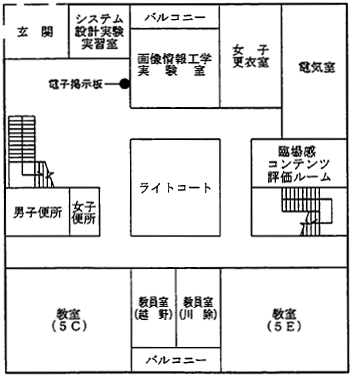 玄関
システム
設計実験
実習室
バルコニー
画像情報工学
実験室
女子
更衣室
電気室
電子掲示板
臨場感
コンテンツ
評価ルーム
ライトコート
男子便所
女子
便所
教室
(5C)
教員室
(越野)
教員室
(川除)
教室
(5E)
バルコニー